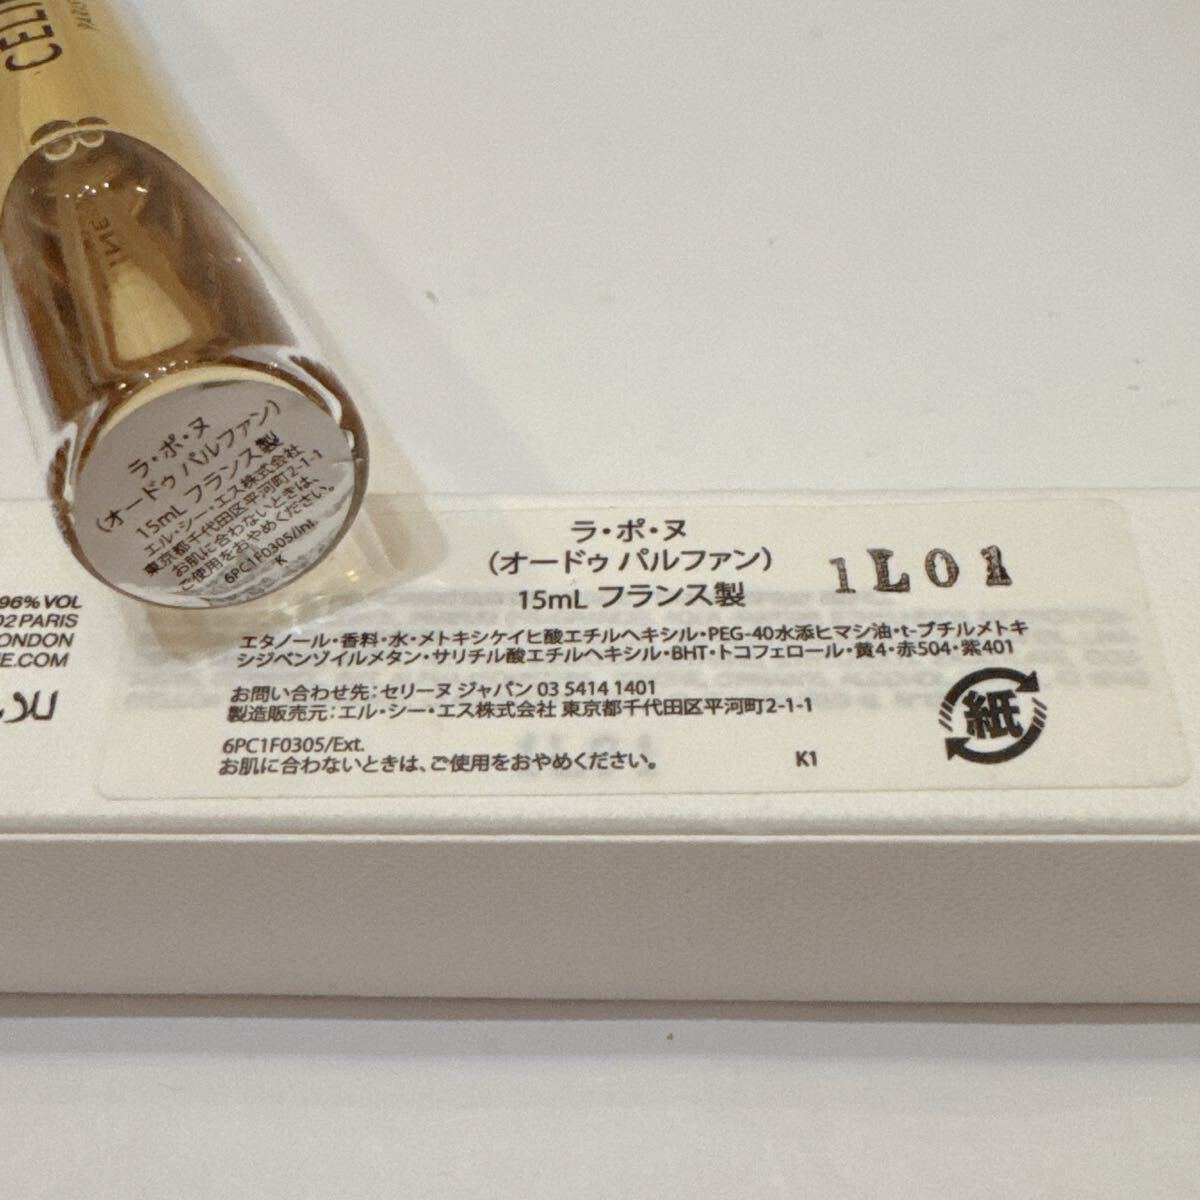 CELI
ラ・ポ・ヌ
(オードゥ パルファン)
15mL フランス製
エル・シー・エス株式会社
東京都千代田区平河町2-1-1
お肌に合わないときは、
ご使用をおやめください。
6PC1F0305/Int.
K
96% VOL
02 PARIS
ONDON
E.COM
ラ・ポ・ヌ
(オードゥ パルファン)
15mL フランス製
1L01
エタノール・香料・水・メトキシケイヒ酸エチルヘキシル・PEG-40水添ヒマシ油・t-ブチルメトキ
シジベンゾイルメタン・サリチル酸エチルヘキシル・BHT・トコフェロール・黄4・赤504・紫401
お問い合わせ先：セリーヌ ジャパン 03 5414 1401
製造販売元：エル・シー・エス株式会社 東京都千代田区平河町2-1-1
紙
6PC1F0305/Ext.
お肌に合わないときは、ご使用をおやめください。
K1